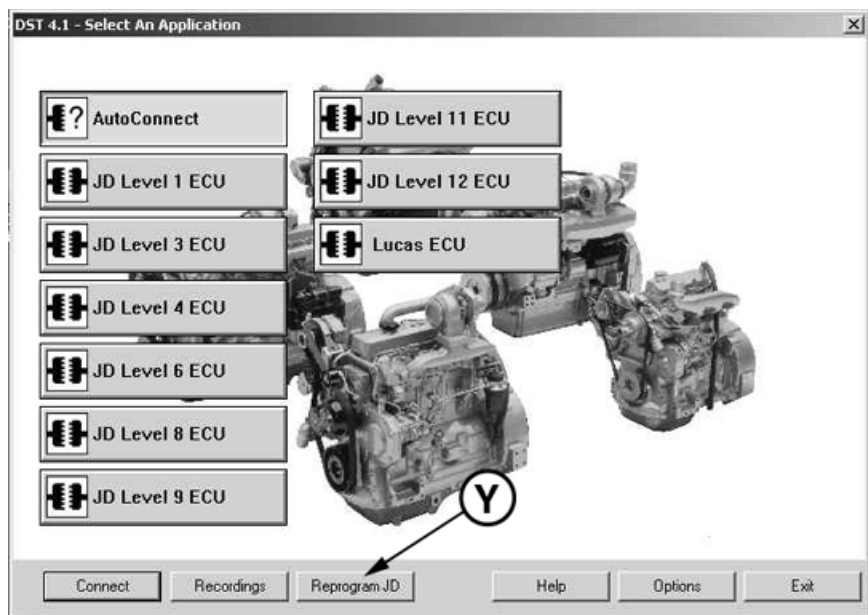 DST 4.1 - Select An Application
AutoConnect
JD Level 1 ECU
JD Level 3 ECU
JD Level 4 ECU
JD Level 6 ECU
JD Level 8 ECU
JD Level 9 ECU
JD Level 11 ECU
JD Level 12 ECU
Lucas ECU
Y
Connect
Recordings
Reprogram JD
Help
Options
Exit